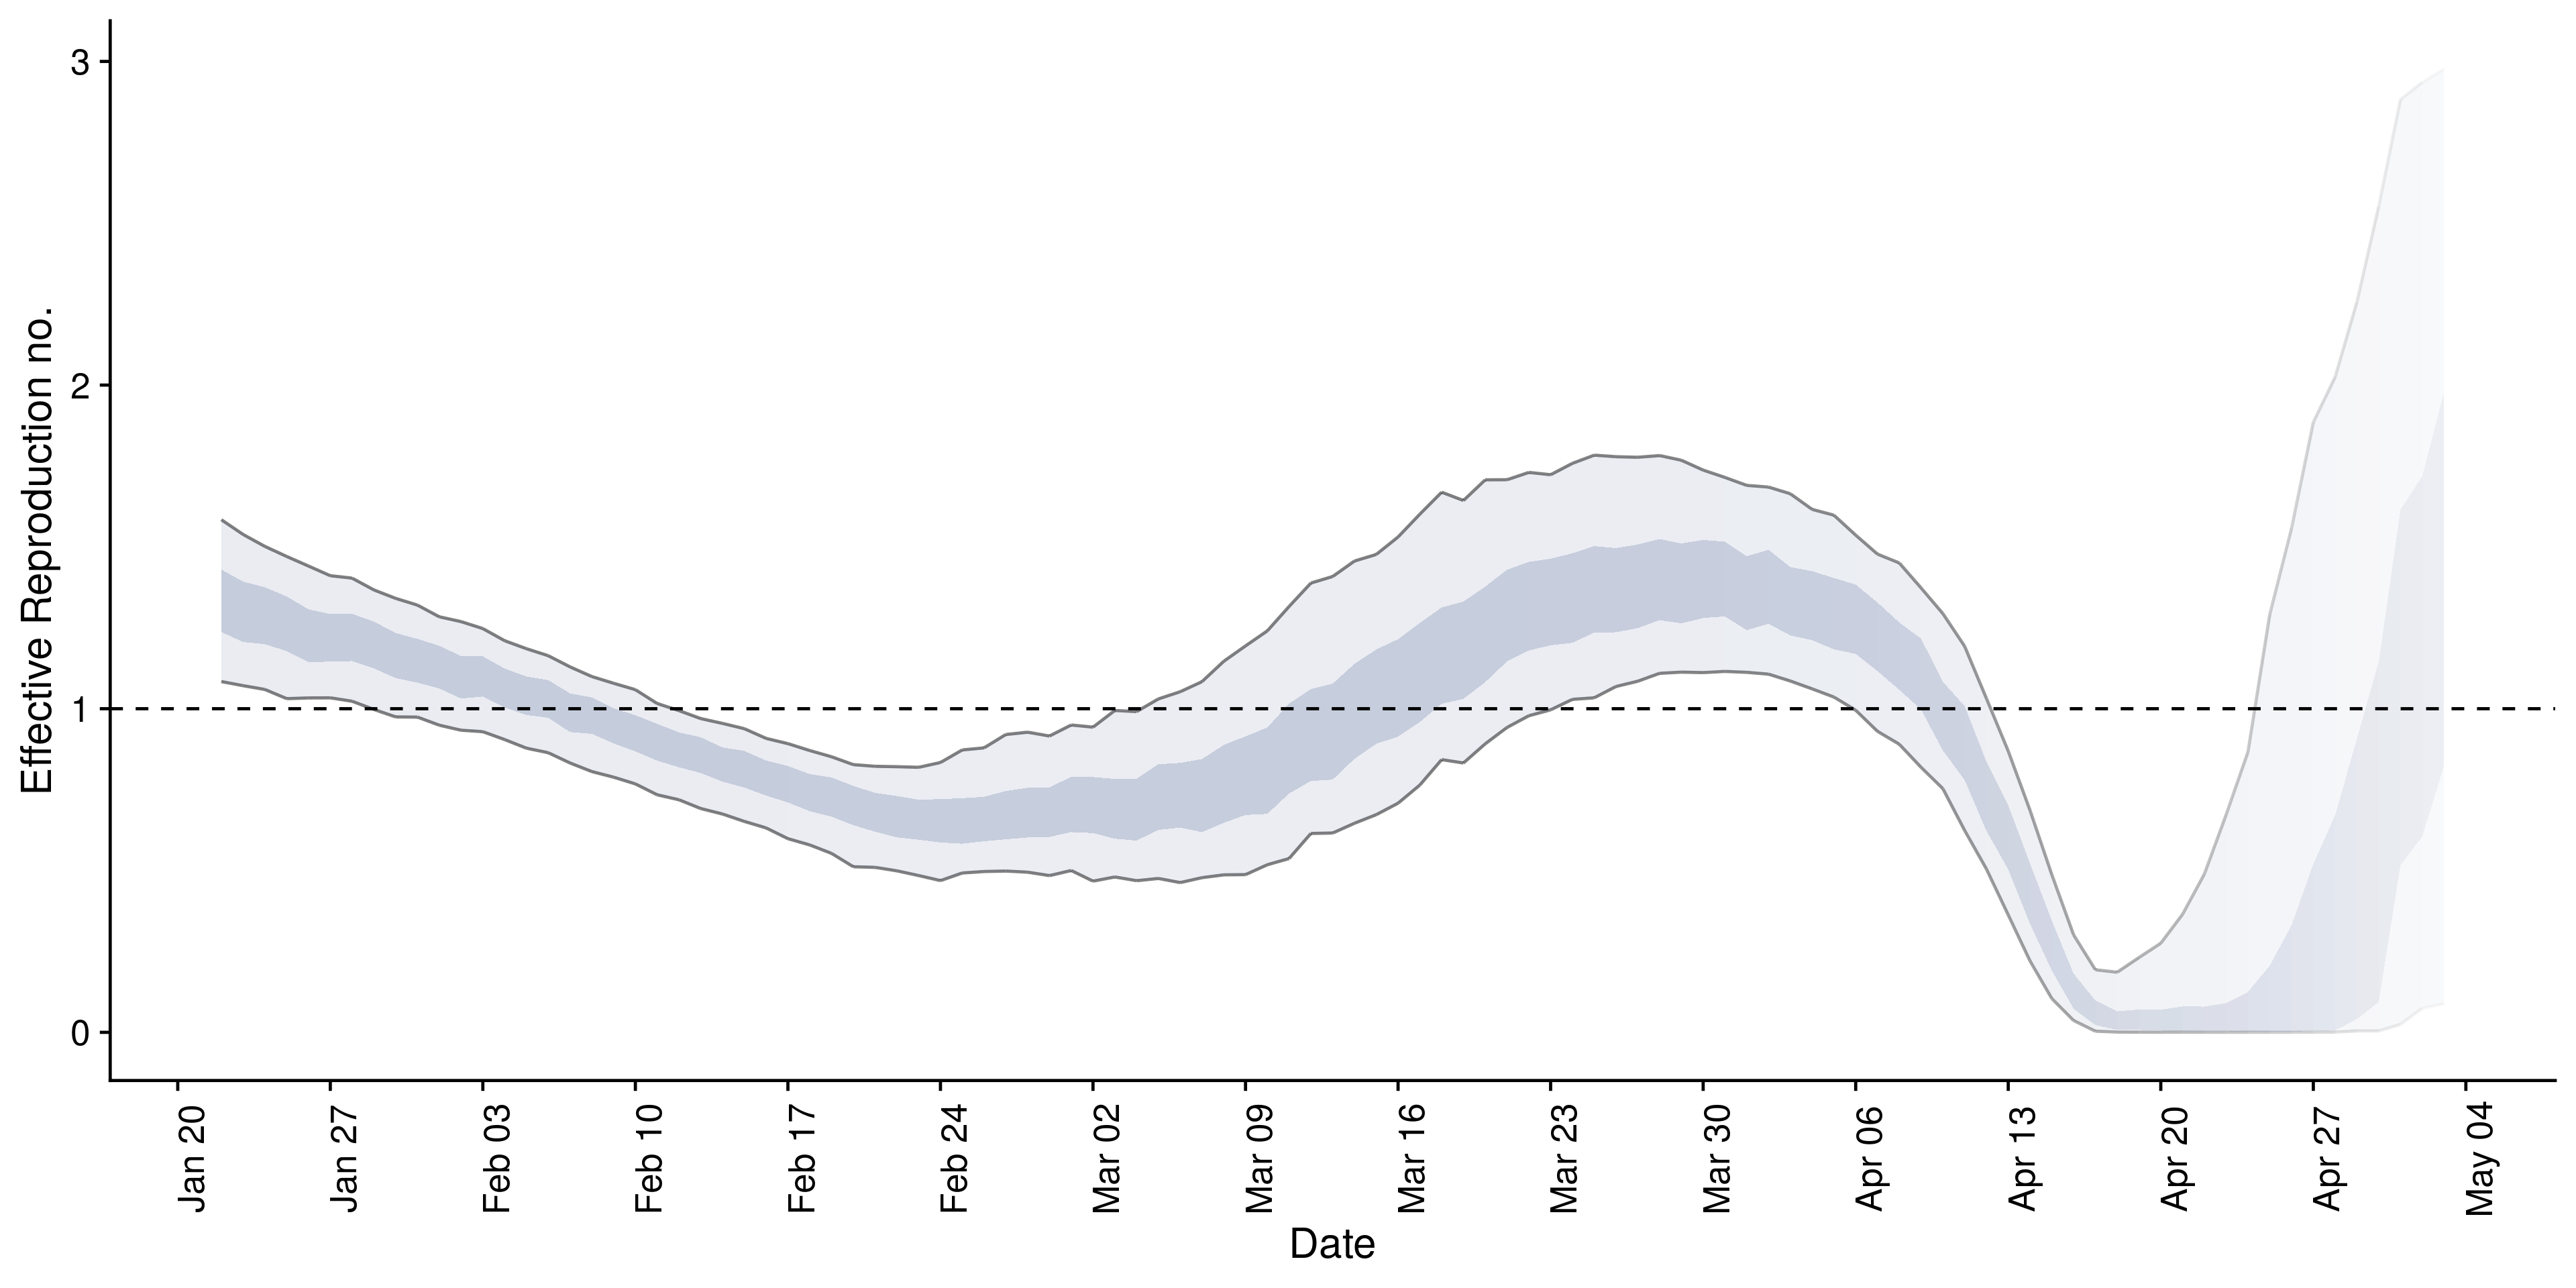 Effective Reproduction no.
3
2
1
0
Jan 20
Jan 27
Feb 03
Feb 10
Feb 17
Feb 24
Mar 02
Mar 09
Mar 16
Mar 23
Mar 30
Apr 06
Apr 13
Apr 20
Apr 27
May 04
Date